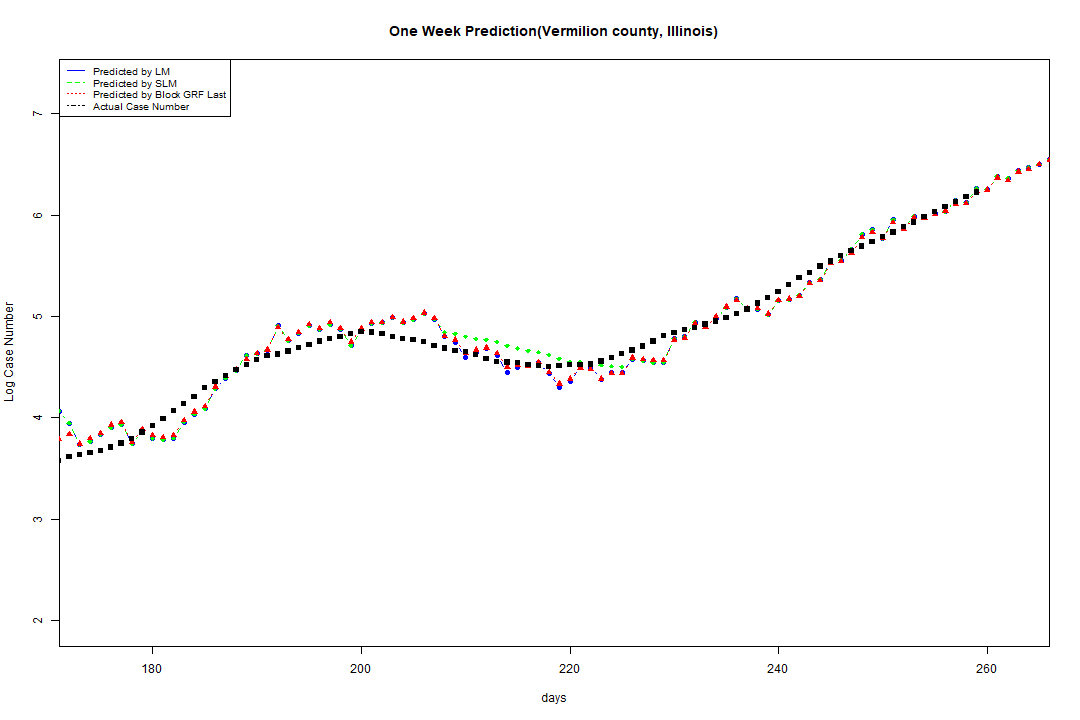 One Week Prediction(Vermilion county, Illinois)
Predicted by LM
Predicted by SLM
Predicted by Block GRF Last
Actual Case Number
7
6
5
4
3
2
Log Case Number
180 200 220 240 260
days